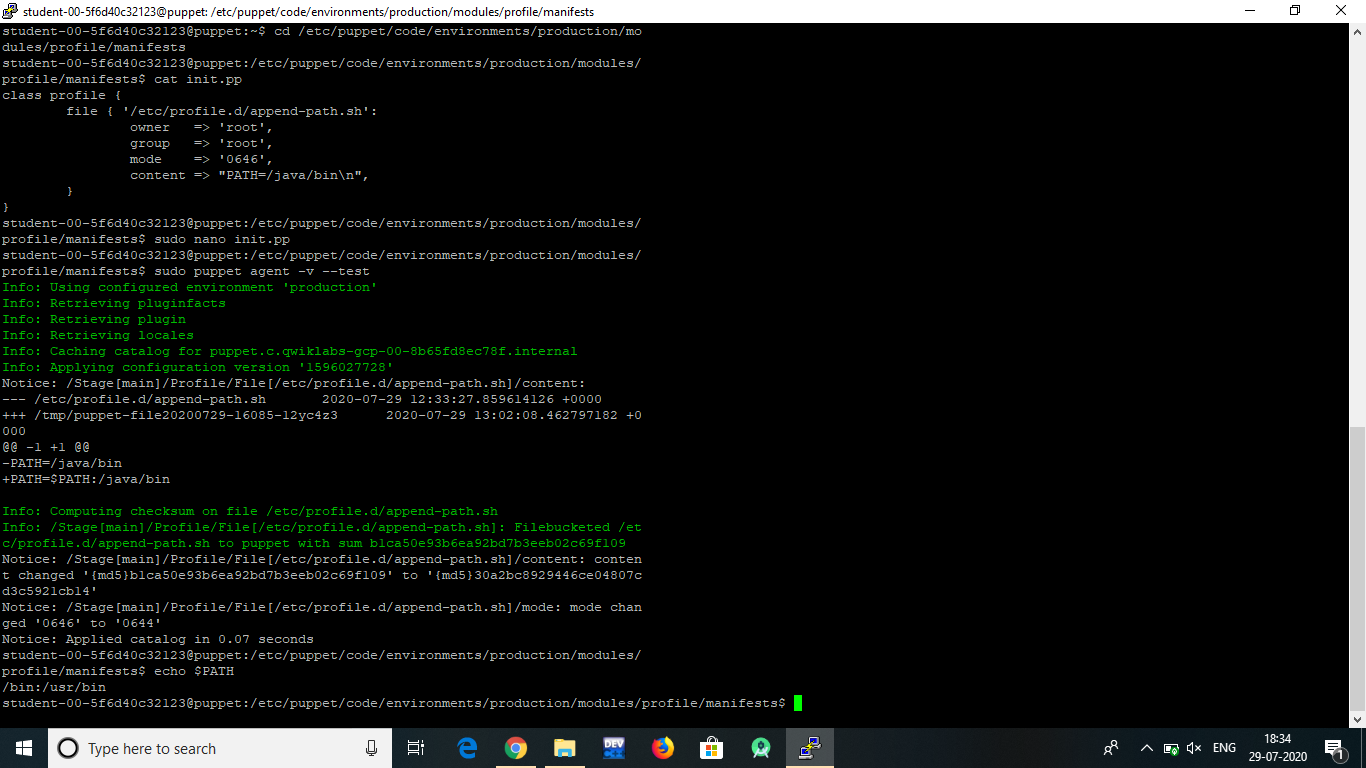 student-00-5f6d40c32123@puppet: /etc/puppet/code/environments/production/modules/profile/manifests
student-00-5f6d40c32123@puppet:~$ cd /etc/puppet/code/environments/production/mo
dules/profile/manifests
student-00-5f6d40c32123@puppet:/etc/puppet/code/environments/production/modules/
profile/manifests$ cat init.pp
class profile {
        file { '/etc/profile.d/append-path.sh':
                owner   => 'root',
                group   => 'root',
                mode    => '0646',
                content => "PATH=/java/bin\n",
        }
}
student-00-5f6d40c32123@puppet:/etc/puppet/code/environments/production/modules/
profile/manifests$ sudo nano init.pp
student-00-5f6d40c32123@puppet:/etc/puppet/code/environments/production/modules/
profile/manifests$ sudo puppet agent -v --test
Info: Using configured environment 'production'
Info: Retrieving pluginfacts
Info: Retrieving plugin
Info: Retrieving locales
Info: Caching catalog for puppet.c.qwiklabs-gcp-00-8b65fd8ec78f.internal
Info: Applying configuration version '1596027728'
Notice: /Stage[main]/Profile/File[/etc/profile.d/append-path.sh]/content:
--- /etc/profile.d/append-path.sh       2020-07-29 12:33:27.859614126 +0000
+++ /tmp/puppet-file20200729-16085-12yc4z3      2020-07-29 13:02:08.462797182 +0
000
@@ -1 +1 @@
-PATH=/java/bin
+PATH=$PATH:/java/bin
Info: Computing checksum on file /etc/profile.d/append-path.sh
Info: /Stage[main]/Profile/File[/etc/profile.d/append-path.sh]: Filebucketed /et
c/profile.d/append-path.sh to puppet with sum b1ca50e93b6ea92bd7b3eeb02c69f109
Notice: /Stage[main]/Profile/File[/etc/profile.d/append-path.sh]/content: conten
t changed '{md5}b1ca50e93b6ea92bd7b3eeb02c69f109' to '{md5}30a2bc8929446ce04807c
d3c5921cb14'
Notice: /Stage[main]/Profile/File[/etc/profile.d/append-path.sh]/mode: mode chan
ged '0646' to '0644'
Notice: Applied catalog in 0.07 seconds
student-00-5f6d40c32123@puppet:/etc/puppet/code/environments/production/modules/
profile/manifests$ echo $PATH
/bin:/usr/bin
student-00-5f6d40c32123@puppet:/etc/puppet/code/environments/production/modules/profile/manifests$
Type here to search
DEV
ENG
18:34
29-07-2020
1